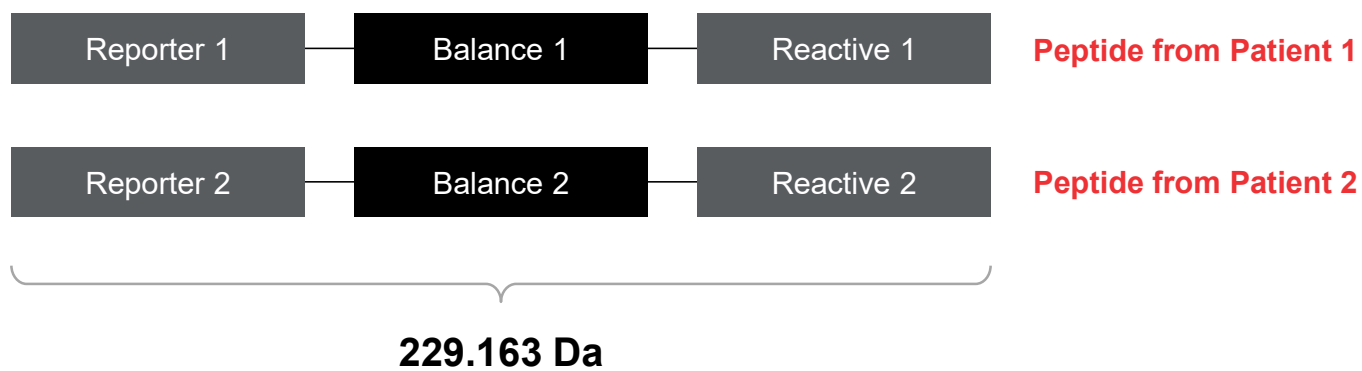 Reporter 1 Balance 1 Reactive 1 Peptide from Patient 1
Reporter 2 Balance 2 Reactive 2 Peptide from Patient 2
229.163 Da